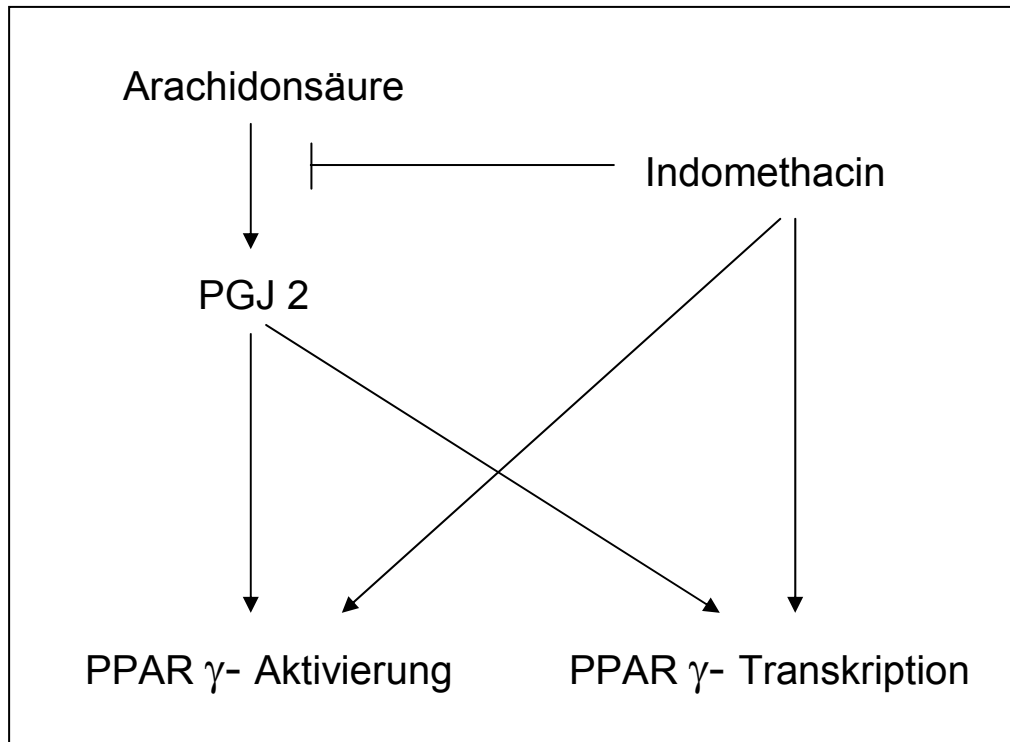 Arachidonsäure
Indomethacin
PGJ 2
PPAR γ- Aktivierung
PPAR γ- Transkription